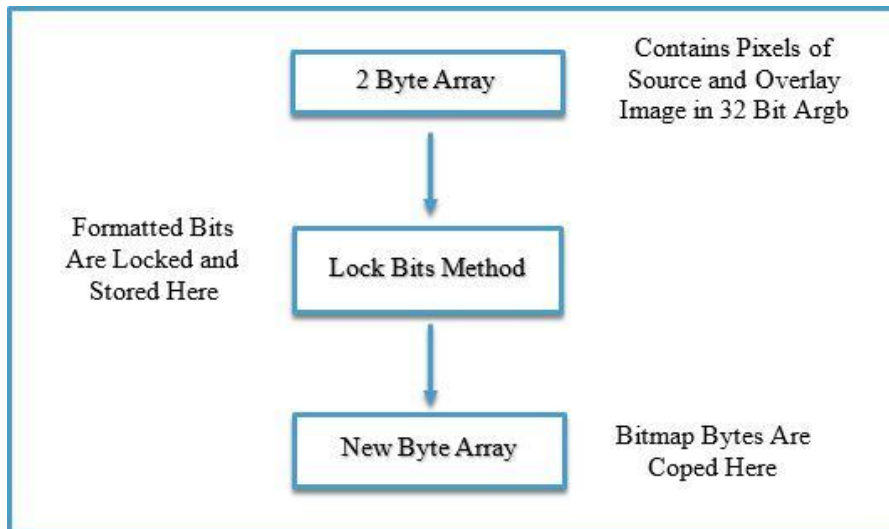 2 Byte Array
Contains Pixels of
Source and Overlay
Image in 32 Bit Argb
Formatted Bits
Are Locked and
Stored Here
Lock Bits Method
New Byte Array
Bitmap Bytes Are
Coped Here